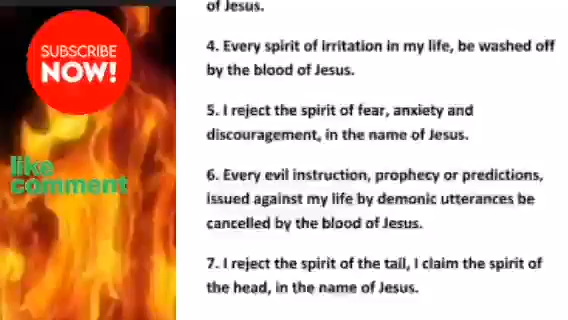 SUBSCRIBE
NOW!
like
comment
of Jesus.
4. Every spirit of irritation in my life, be washed off
by the blood of Jesus.
5. I reject the spirit of fear, anxiety and
discouragement, in the name of Jesus.
6. Every evil instruction, prophecy or predictions,
issued against my life by demonic utterances be
cancelled by the blood of Jesus.
7. I reject the spirit of the tail, I claim the spirit of
the head, in the name of Jesus.